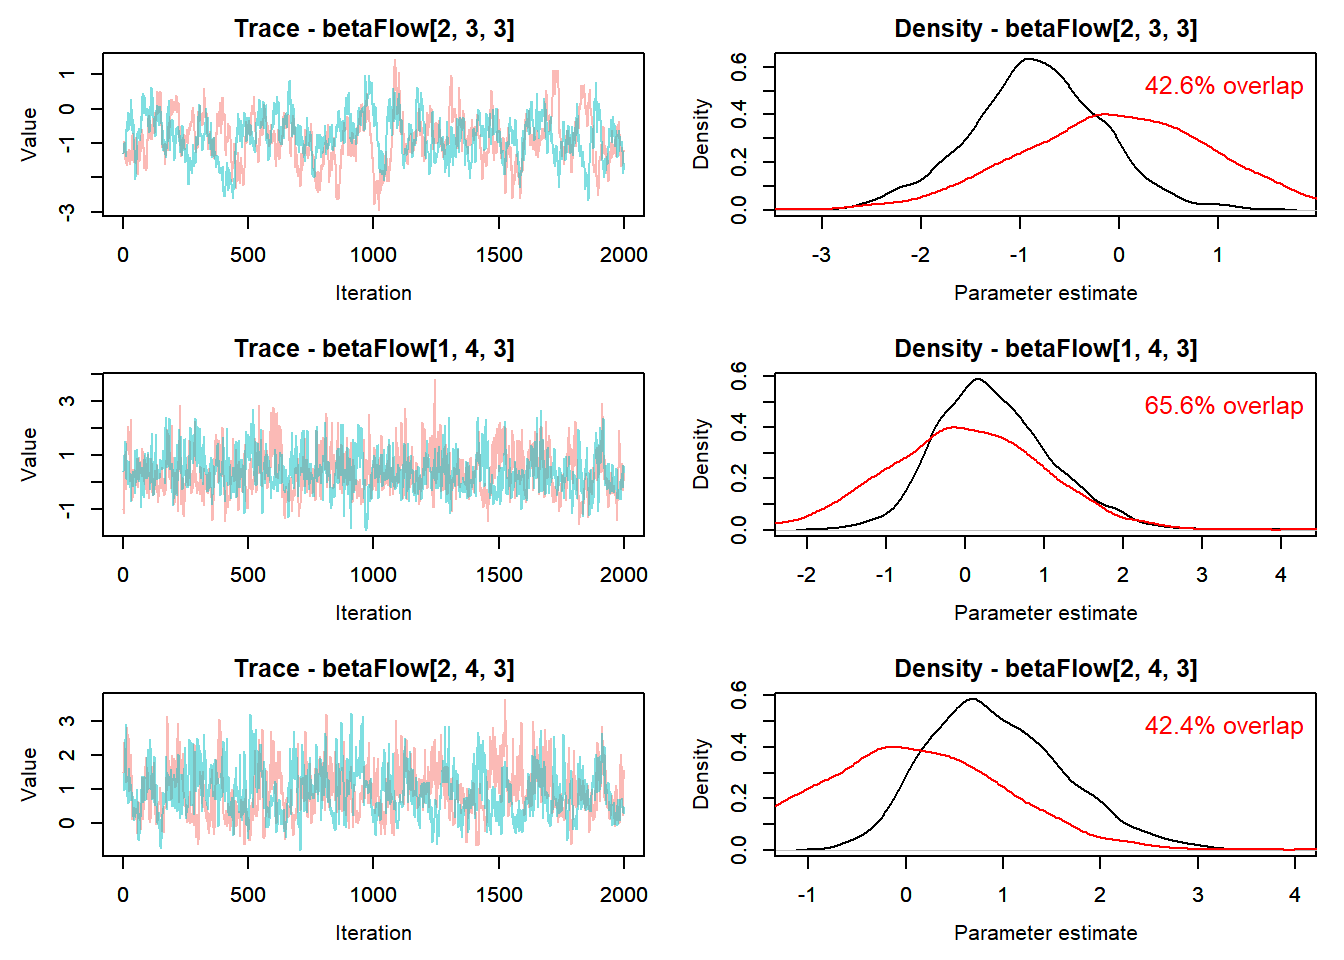 Trace - betaFlow[2, 3, 3]
Value
1
0
-1
-3
0
500
1000
1500
2000
Iteration
Density - betaFlow[2, 3, 3]
42.6% overlap
Density
0.6
0.4
0.2
0.0
-3
-2
-1
0
1
Parameter estimate
Trace - betaFlow[1, 4, 3]
Value
3
1
-1
0
500
1000
1500
2000
Iteration
Density - betaFlow[1, 4, 3]
65.6% overlap
Density
0.6
0.4
0.2
0.0
-2
-1
0
1
2
3
4
Parameter estimate
Trace - betaFlow[2, 4, 3]
Value
3
2
1
0
0
500
1000
1500
2000
Iteration
Density - betaFlow[2, 4, 3]
42.4% overlap
Density
0.6
0.4
0.2
0.0
-1
0
1
2
3
4
Parameter estimate